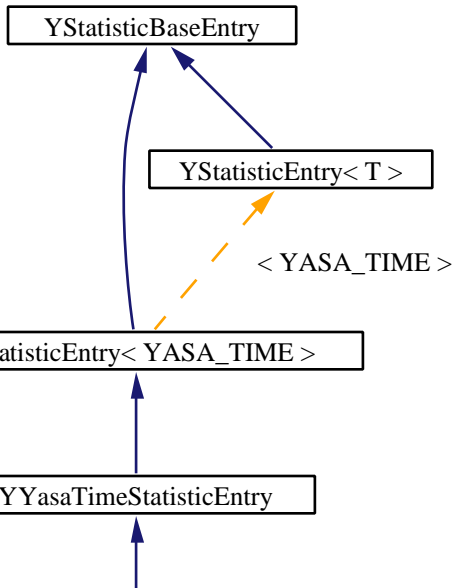 YStatisticBaseEntry
YStatisticEntry< T >
< YASA_TIME >
atisticEntry< YASA_TIME >
YYasaTimeStatisticEntry